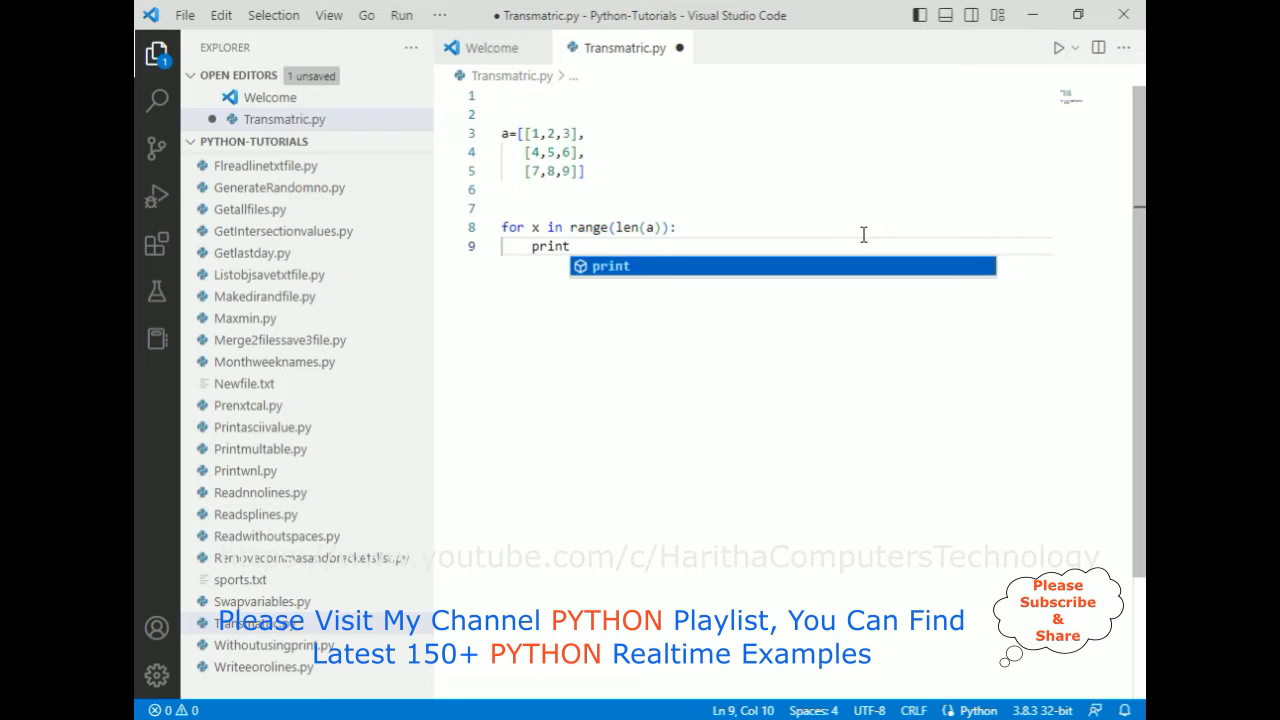 File Edit Selection View Go Run ··· ● Transmatric.py - Python-Tutorials - Visual Studio Code
EXPLORER ···
OPEN EDITORS 1 unsaved
Welcome
● Transmatric.py
PYTHON-TUTORIALS
Flreadlinetxtfile.py
GenerateRandomno.py
Getallfiles.py
GetIntersectionvalues.py
Getlastday.py
Listobjsavetxtfile.py
Makedirandfile.py
Maxmin.py
Merge2filessave3file.py
Monthweeknames.py
Newfile.txt
Prenxtcal.py
Printasciivalue.py
Printmultable.py
Printwnl.py
Readnnolines.py
Readsplines.py
Readwithoutspaces.py
Removecommasandbracketslist.py
sports.txt
Swapvariables.py
Transmatric.py
Withoutusingprint.py
Writeeorolines.py
1
Welcome Transmatric.py ●
Transmatric.py > ...
1
2
3 a=[[1,2,3],
4 [4,5,6],
5 [7,8,9]]
6
7
8 for x in range(len(a)):
9 print
print
youtube.com/c/HarithaComputersTechnology
Please Visit My Channel PYTHON Playlist, You Can Find
Latest 150+ PYTHON Realtime Examples
Please
Subscribe
&
Share
0 0 Ln 9, Col 10 Spaces: 4 UTF-8 CRLF Python 3.8.3 32-bit